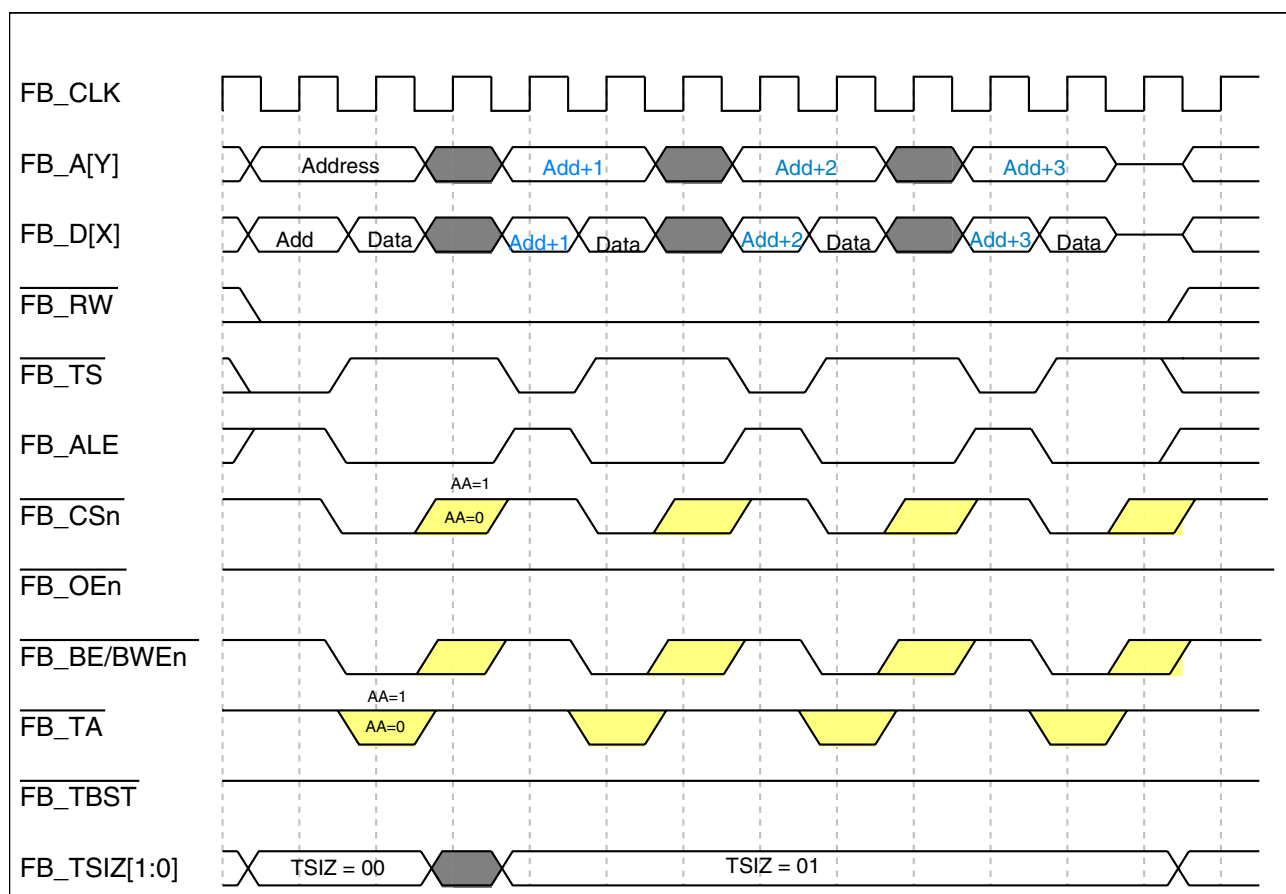 FB_CLK
FB_A[Y] Address Add+1 Add+2 Add+3
FB_D[X] Add Data Add+1 Data Add+2 Data Add+3 Data
FB_RW
FB_TS
FB_ALE
AA=1
FB_CSn AA=0
FB_OEn
FB_BE/BWEn
AA=1
FB_TA AA=0
FB_TBST
FB_TSIZ[1:0] TSIZ = 00 TSIZ = 01